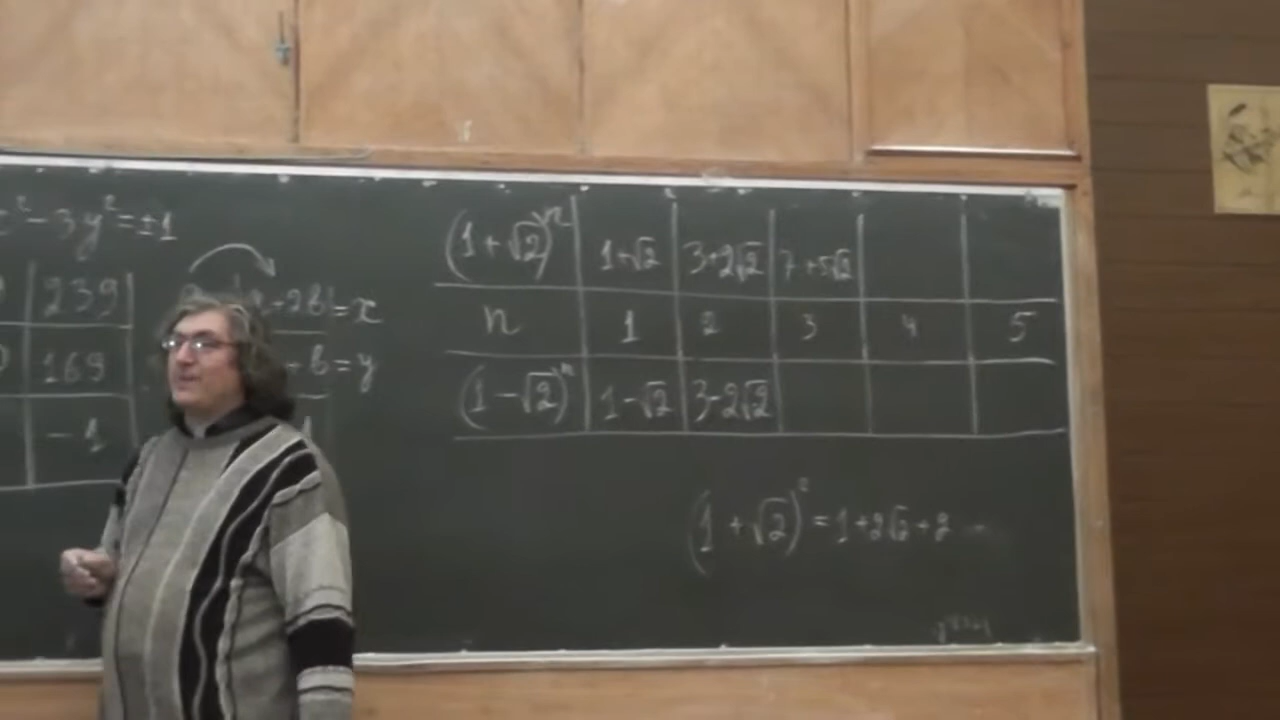 ² - 3y² = ±1
239
169
-1
+2b| = x
+ b = y
(1+√2)ⁿ 1+√2 3+2√2 7+5√2
n 1 2 3 4 5
(1-√2)ⁿ 1-√2 3-2√2
(1+√2)² = 1+2√2+2